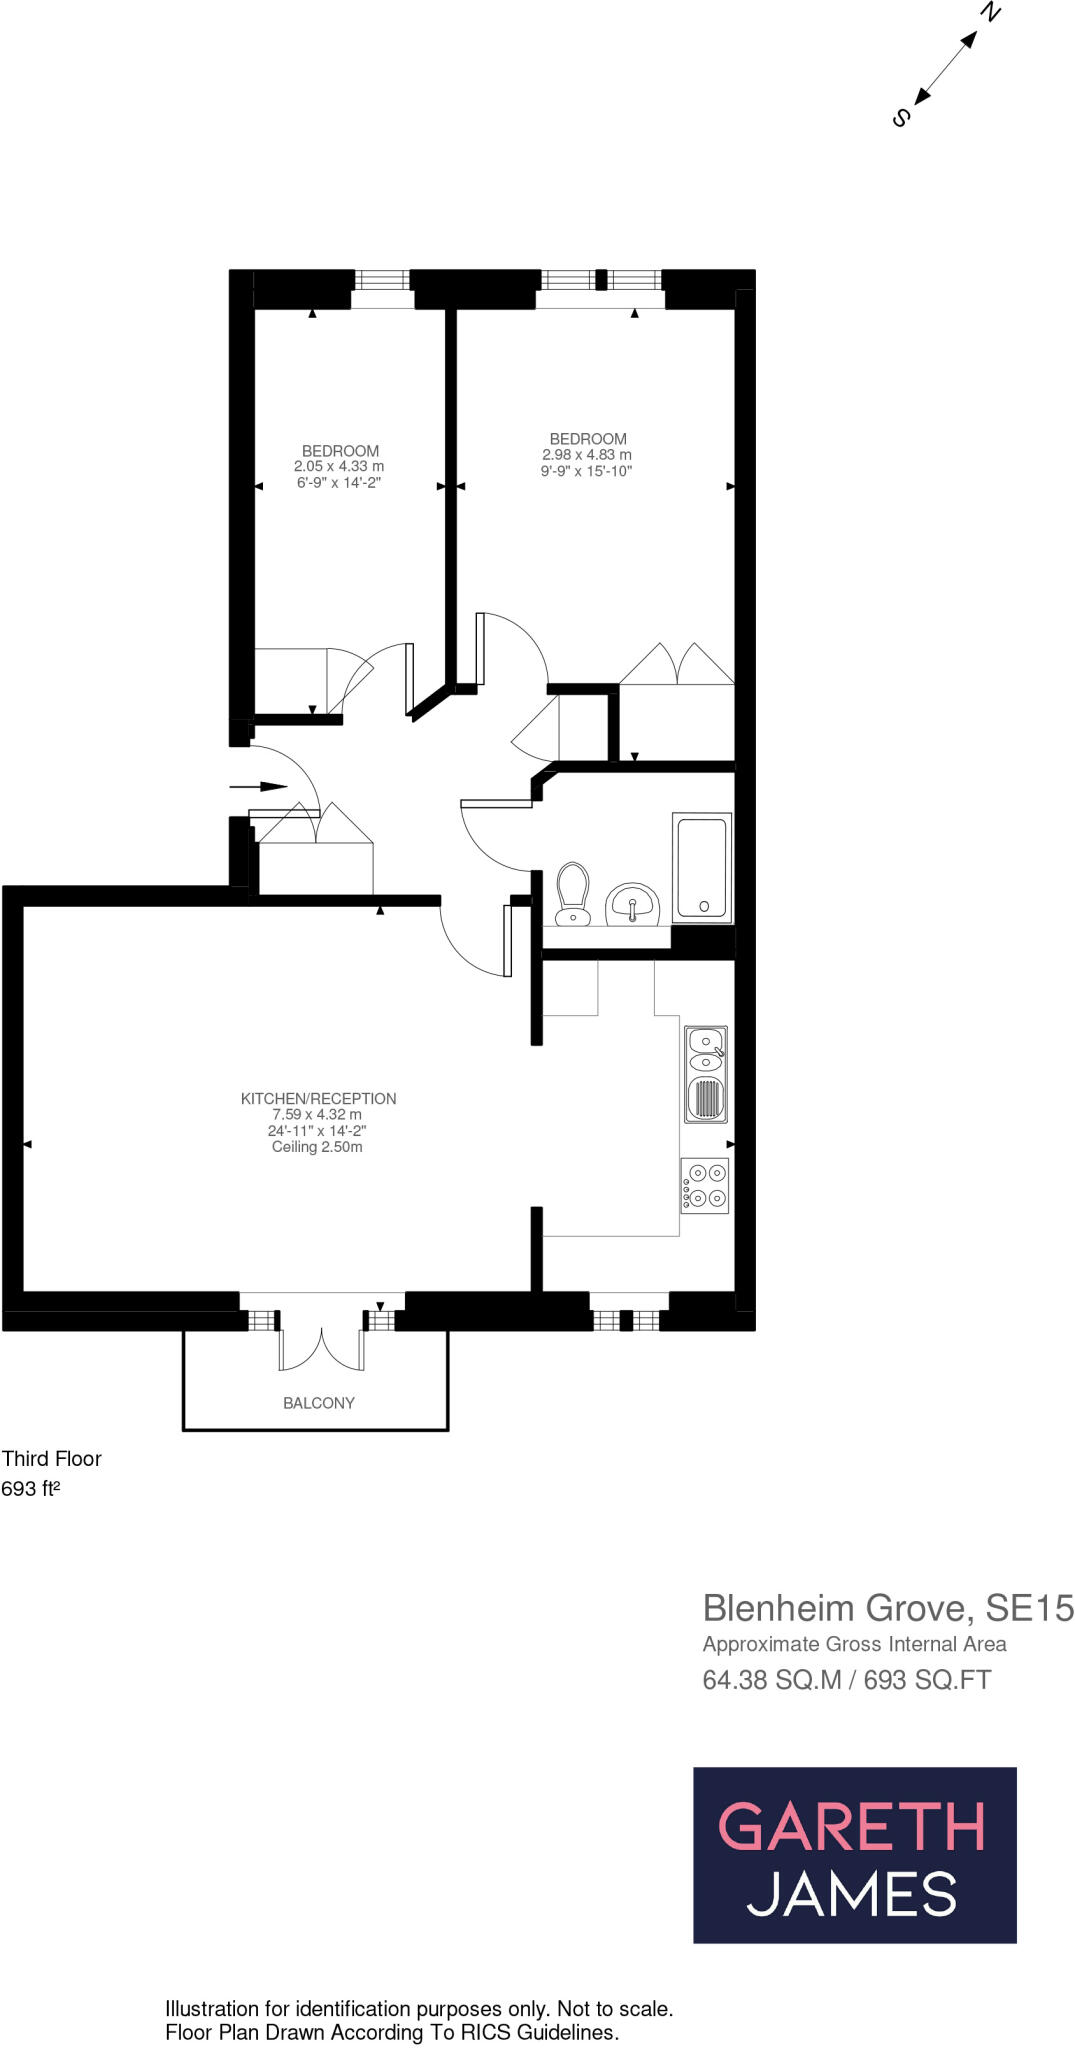 N
S
BEDROOM
2.05 x 4.33 m
6'-9" x 14'-2"
BEDROOM
2.98 x 4.83 m
9'-9" x 15'-10"
KITCHEN/RECEPTION
7.59 x 4.32 m
24'-11" x 14'-2"
Ceiling 2.50m
BALCONY
Third Floor
693 ft²
Blenheim Grove, SE15
Approximate Gross Internal Area
64.38 SQ.M / 693 SQ.FT
GARETH
JAMES
Illustration for identification purposes only. Not to scale.
Floor Plan Drawn According To RICS Guidelines.